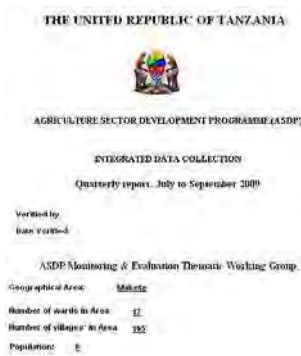 THE UNITED REPUBLIC OF TANZANIA
AGRICULTURE SECTOR DEVELOPMENT PROGRAMME (ASDP)
INTEGRATED DATA COLLECTION
Quarterly report, July to September 2009
Verified by
Date Verified
ASDP Monitoring & Evaluation Thematic Working Group
Geographical Area: Makete
Number of wards in Area 17
Number of villages in Area
Population: